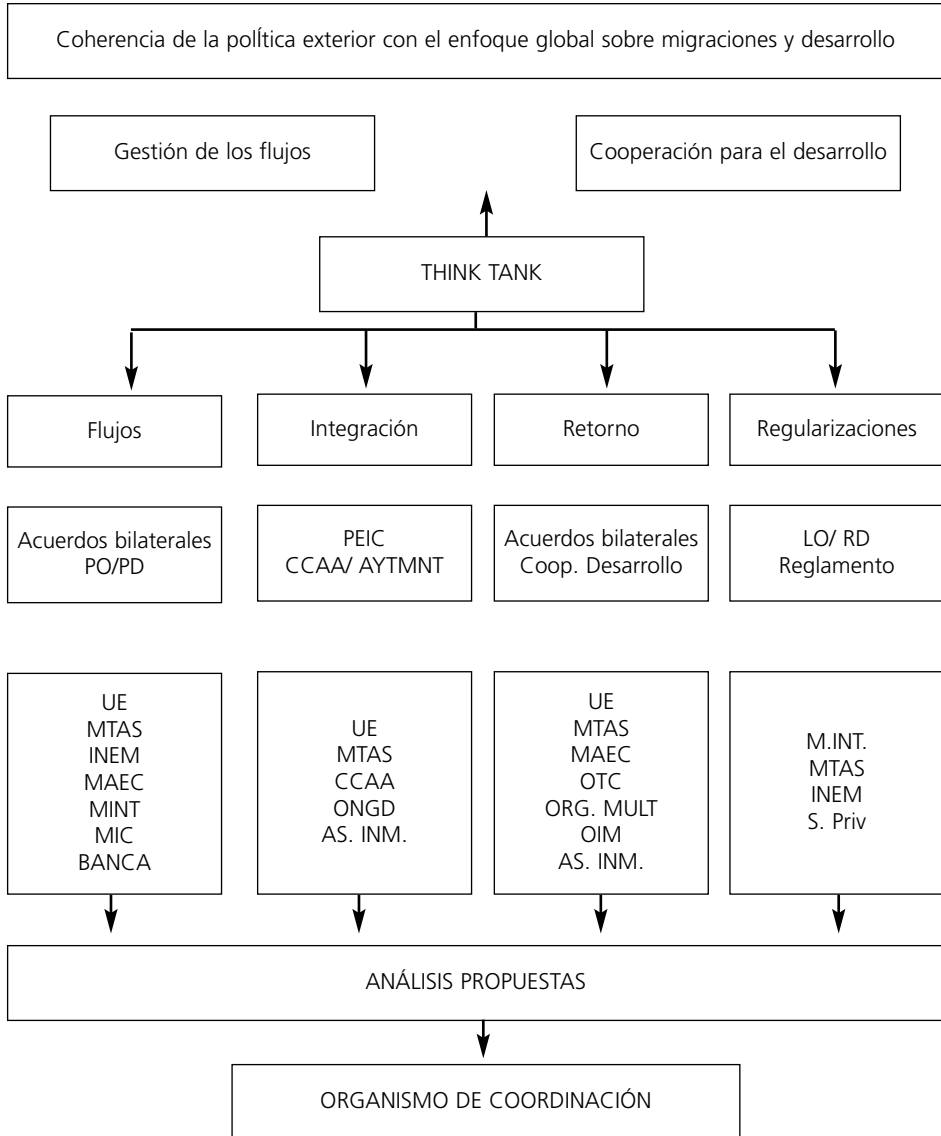 Coherencia de la polÍtica exterior con el enfoque global sobre migraciones y desarrollo
Gestión de los flujos
Cooperación para el desarrollo
THINK TANK
Flujos
Integración
Retorno
Regularizaciones
Acuerdos bilaterales
PO/PD
PEIC
CCAA/ AYTMNT
Acuerdos bilaterales
Coop. Desarrollo
LO/ RD
Reglamento
UE
MTAS
INEM
MAEC
MINT
MIC
BANCA
UE
MTAS
CCAA
ONGD
AS. INM.
UE
MTAS
MAEC
OTC
ORG. MULT
OIM
AS. INM.
M.INT.
MTAS
INEM
S. Priv
ANÁLISIS PROPUESTAS
ORGANISMO DE COORDINACIÓN